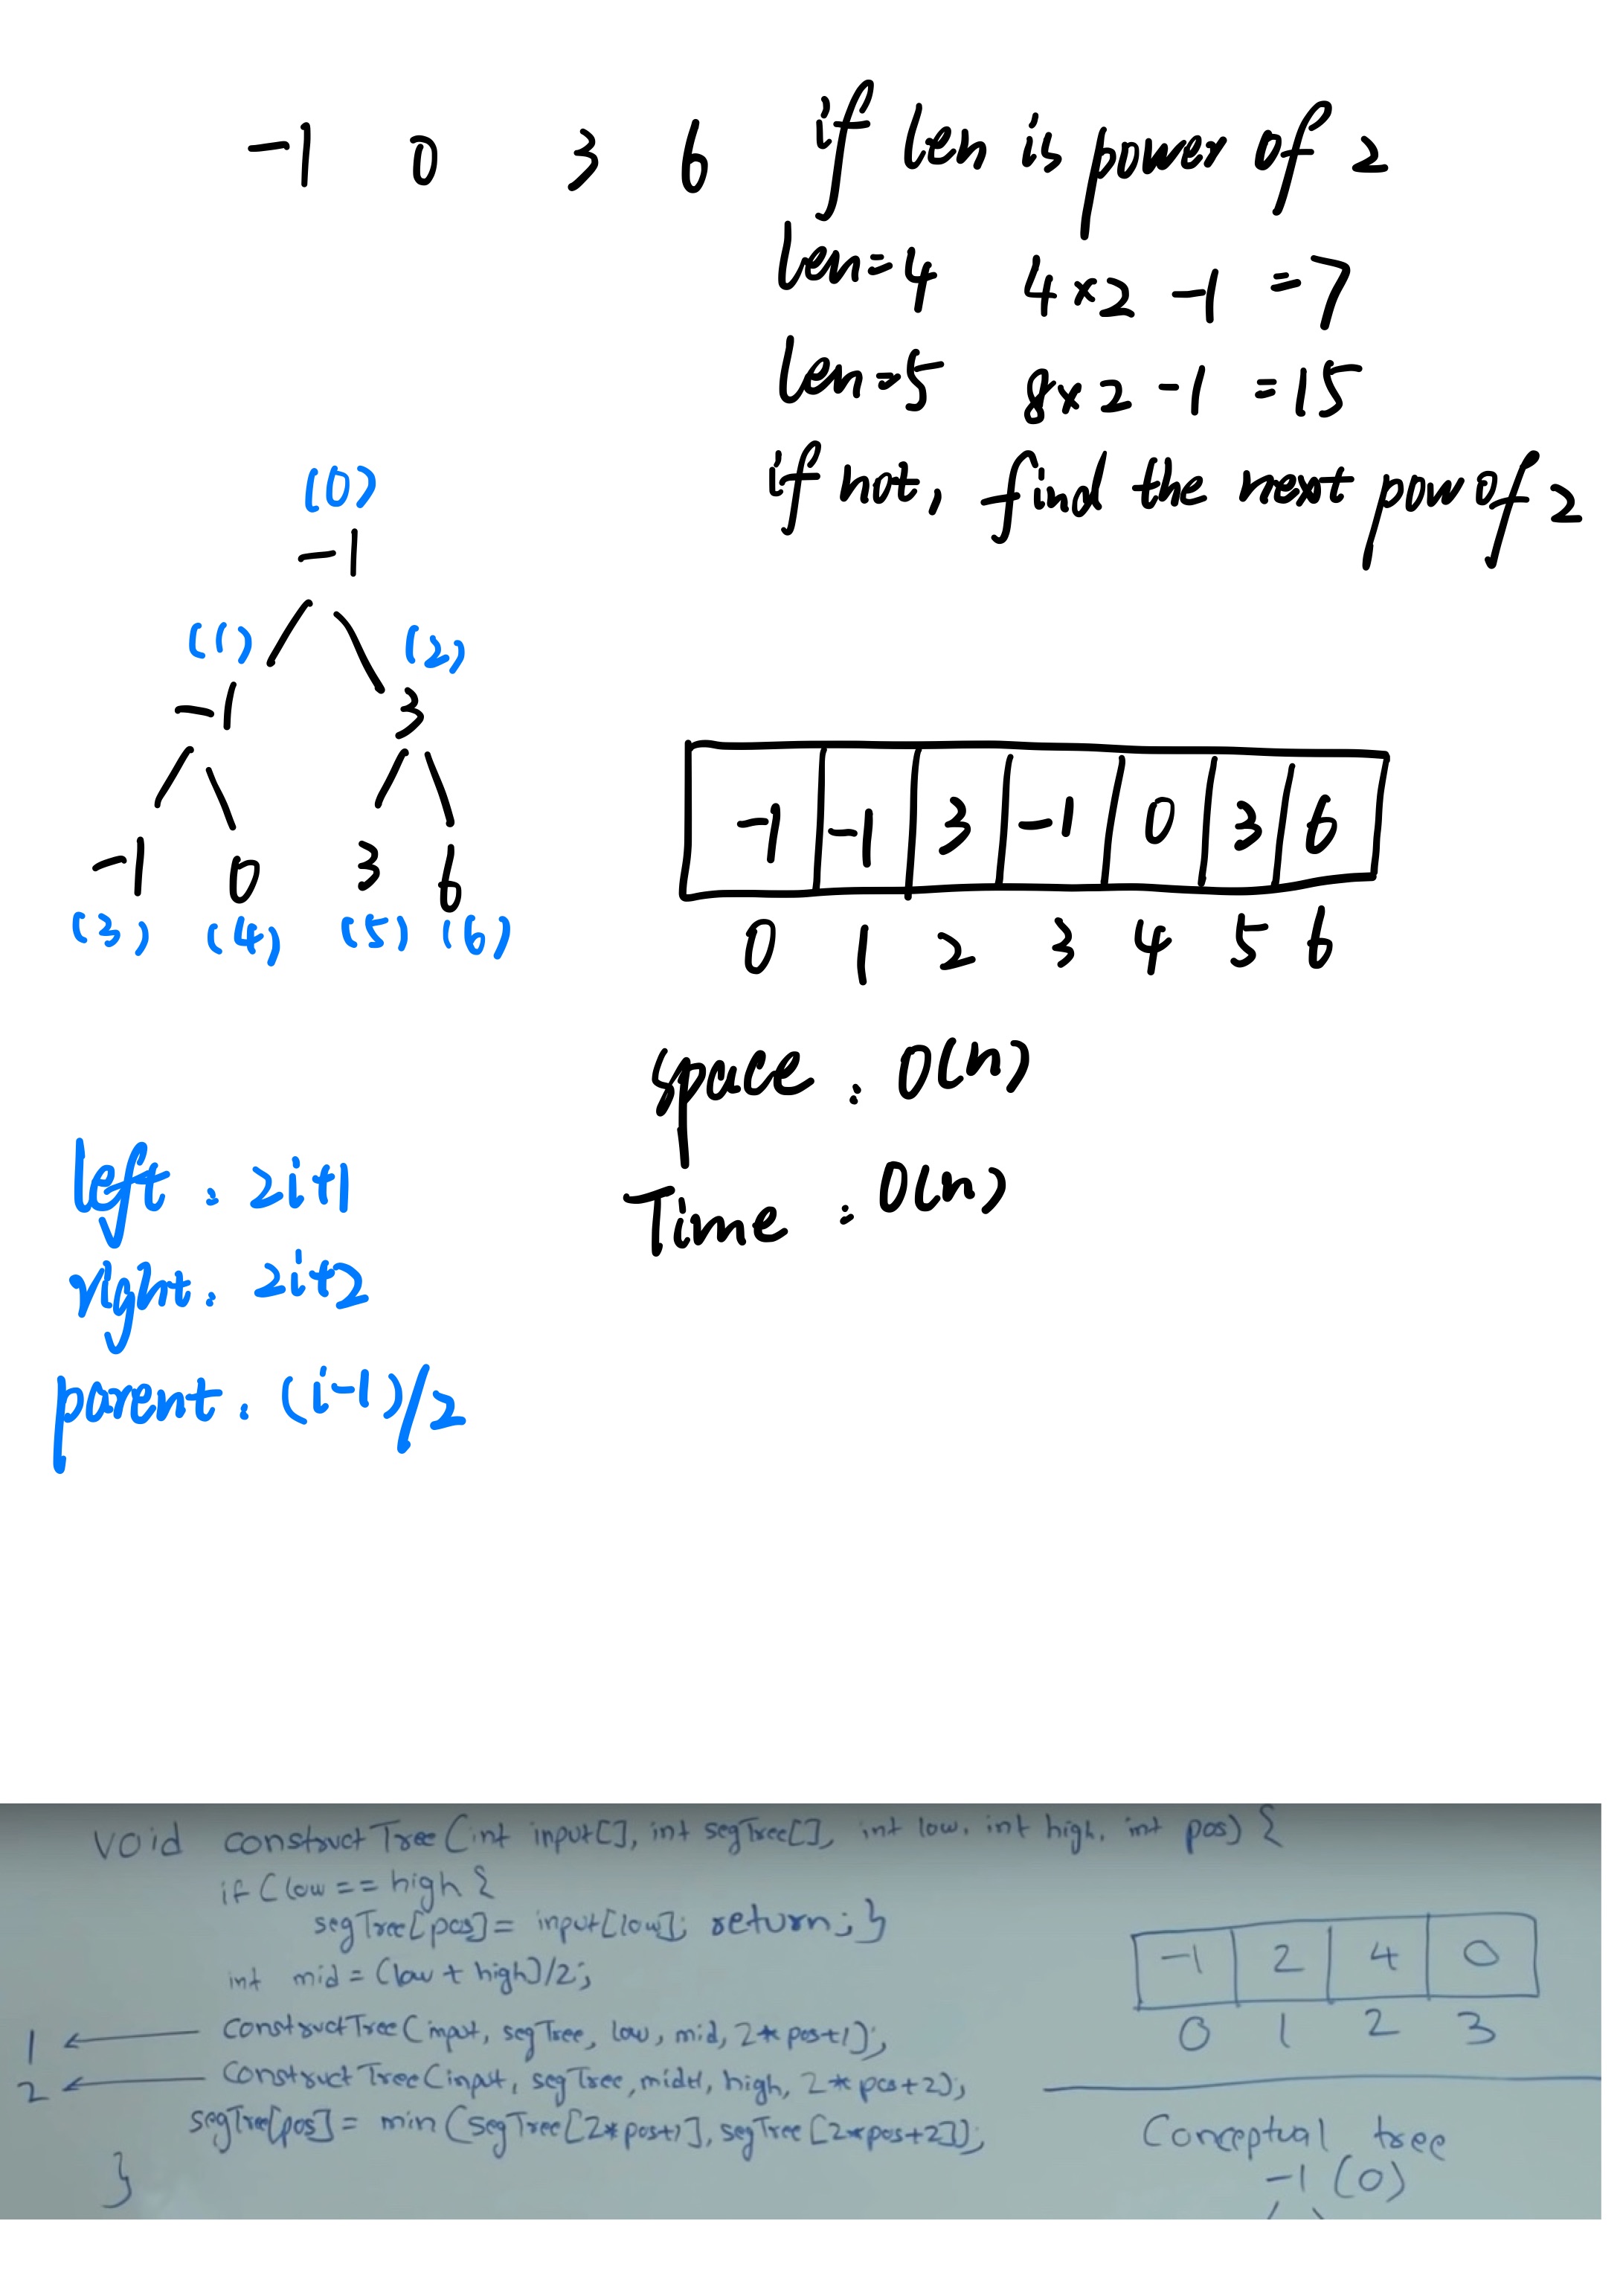 -1 0 3 6 if len is power of 2
len=4 4×2 -1 =7
len=5 8×2 -1 =15
if not, find the next pow of 2
(0)
-1
(1) (2)
-1 3
-1 0 3 6
(3) (4) (5) (6)
-1 -1 3 -1 0 3 6
0 1 2 3 4 5 6
space : O(n)
Time : O(n)
left : 2i+1
right : 2i+2
parent : (i-1)/2
void constructTree(int input[], int segTree[], int low, int high, int pos) {
if (low == high {
segTree[pos] = input[low]; return; }
int mid = (low + high)/2;
1 constructTree(input, segTree, low, mid, 2*pos+1);
2 constructTree(input, segTree, mid+1, high, 2*pos+2);
segTree[pos] = min(segTree[2*pos+1], segTree[2*pos+2]);
}
-1 2 4 0
0 1 2 3
Conceptual tree
-1 (0)